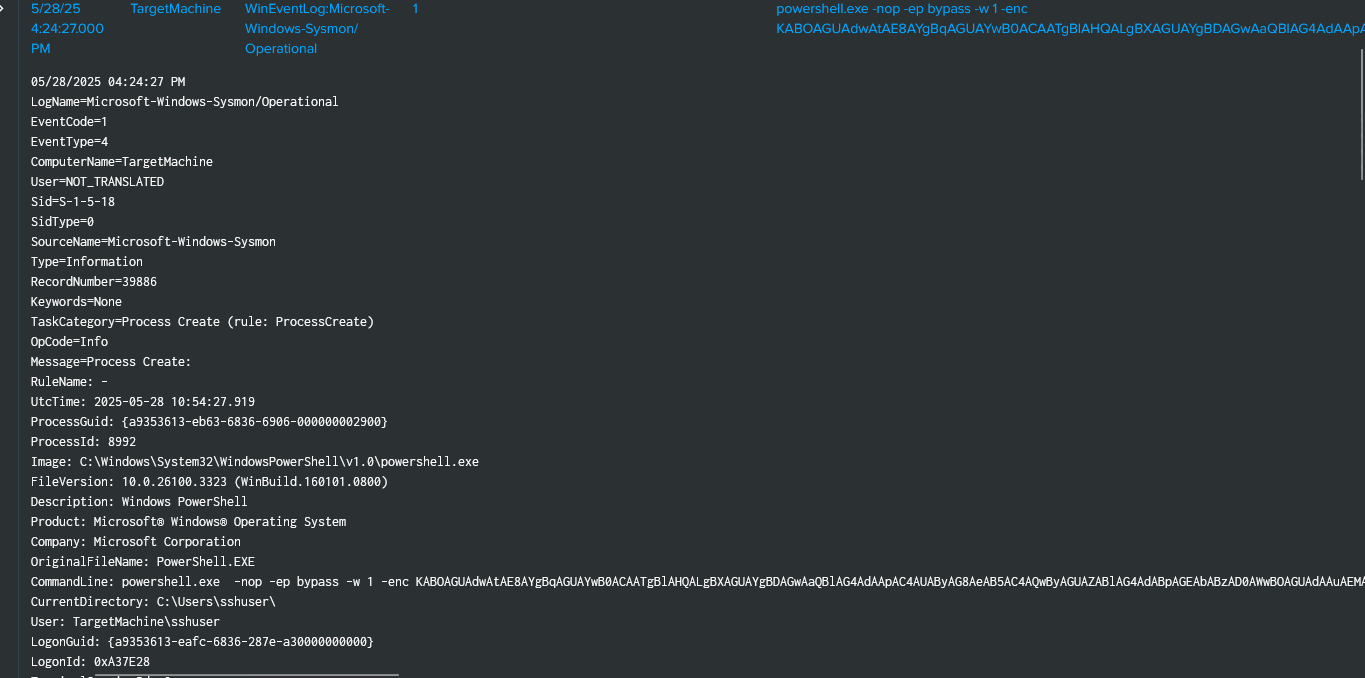 5/28/25 TargetMachine WinEventLog:Microsoft- 1 powershell.exe -nop -ep bypass -w 1 -enc
4:24:27.000 Windows-Sysmon/ KABOAGUAdwAtAE8AYgBqAGUAYwB0ACAATgBlAHQALgBXAGUAYgBDAGwAaQBlAG4AdAApA
PM Operational
05/28/2025 04:24:27 PM
LogName=Microsoft-Windows-Sysmon/Operational
EventCode=1
EventType=4
ComputerName=TargetMachine
User=NOT_TRANSLATED
Sid=S-1-5-18
SidType=0
SourceName=Microsoft-Windows-Sysmon
Type=Information
RecordNumber=39886
Keywords=None
TaskCategory=Process Create (rule: ProcessCreate)
OpCode=Info
Message=Process Create:
RuleName: -
UtcTime: 2025-05-28 10:54:27.919
ProcessGuid: {a9353613-eb63-6836-6906-000000002900}
ProcessId: 8992
Image: C:\Windows\System32\WindowsPowerShell\v1.0\powershell.exe
FileVersion: 10.0.26100.3323 (WinBuild.160101.0800)
Description: Windows PowerShell
Product: Microsoft® Windows® Operating System
Company: Microsoft Corporation
OriginalFileName: PowerShell.EXE
CommandLine: powershell.exe  -nop -ep bypass -w 1 -enc KABOAGUAdwAtAE8AYgBqAGUAYwB0ACAATgBlAHQALgBXAGUAYgBDAGwAaQBlAG4AdAApAC4AUAByAG8AeAB5AC4AQwByAGUAZABlAG4AdABpAGEAbABzAD0AWwBOAGUAdAAuAEMA
CurrentDirectory: C:\Users\sshuser\
User: TargetMachine\sshuser
LogonGuid: {a9353613-eafc-6836-287e-a30000000000}
LogonId: 0xA37E28